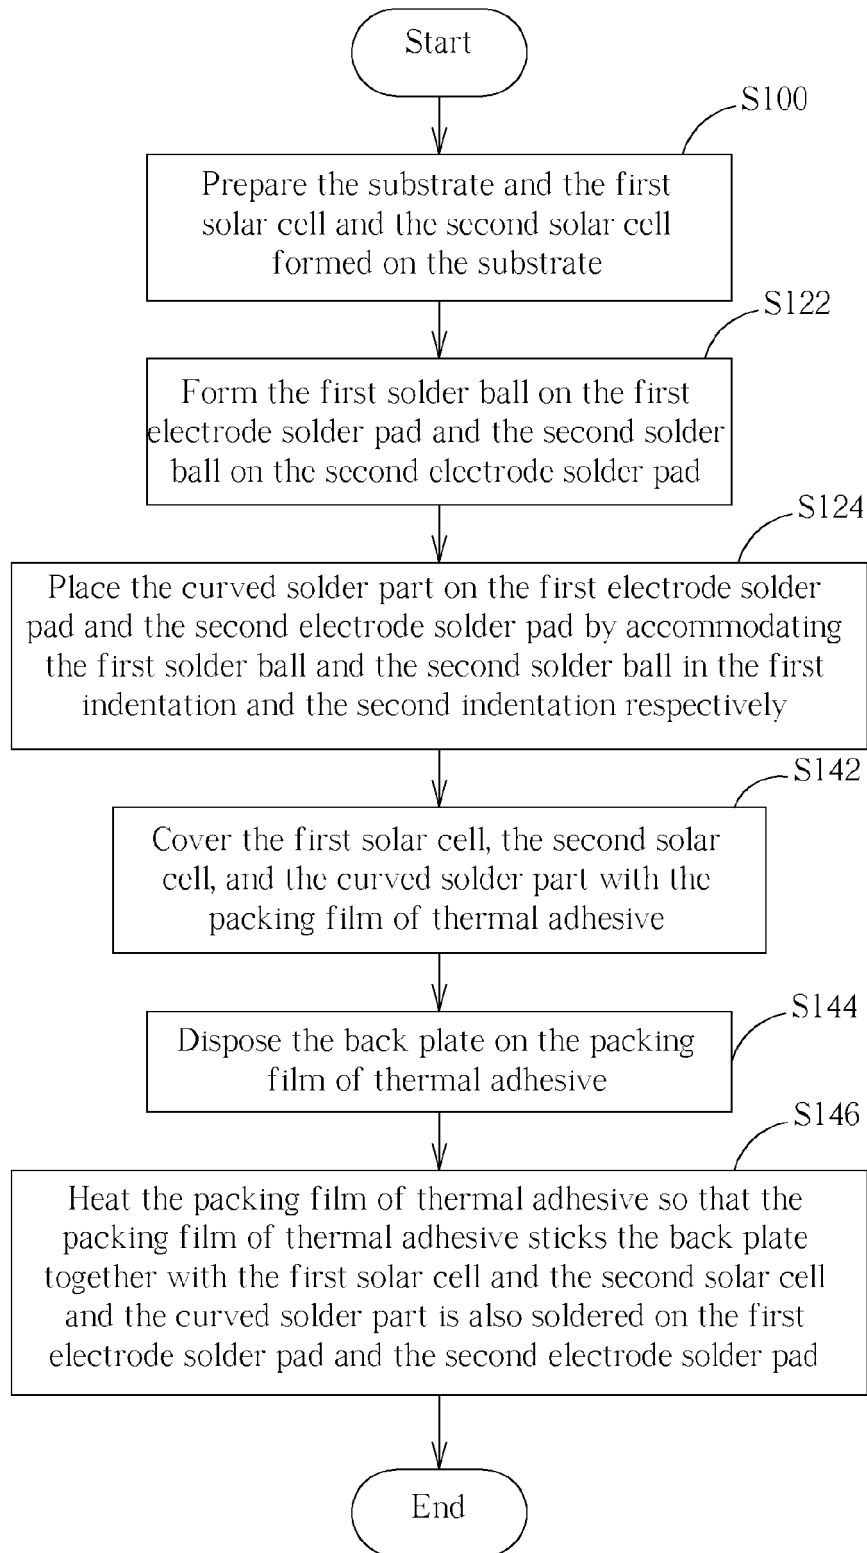 Start
S100
Prepare the substrate and the first
solar cell and the second solar cell
formed on the substrate
S122
Form the first solder ball on the first
electrode solder pad and the second solder
ball on the second electrode solder pad
S124
Place the curved solder part on the first electrode solder
pad and the second electrode solder pad by accommodating
the first solder ball and the second solder ball in the first
indentation and the second indentation respectively
S142
Cover the first solar cell, the second solar
cell, and the curved solder part with the
packing film of thermal adhesive
S144
Dispose the back plate on the packing
film of thermal adhesive
S146
Heat the packing film of thermal adhesive so that the
packing film of thermal adhesive sticks the back plate
together with the first solar cell and the second solar cell
and the curved solder part is also soldered on the first
electrode solder pad and the second electrode solder pad
End